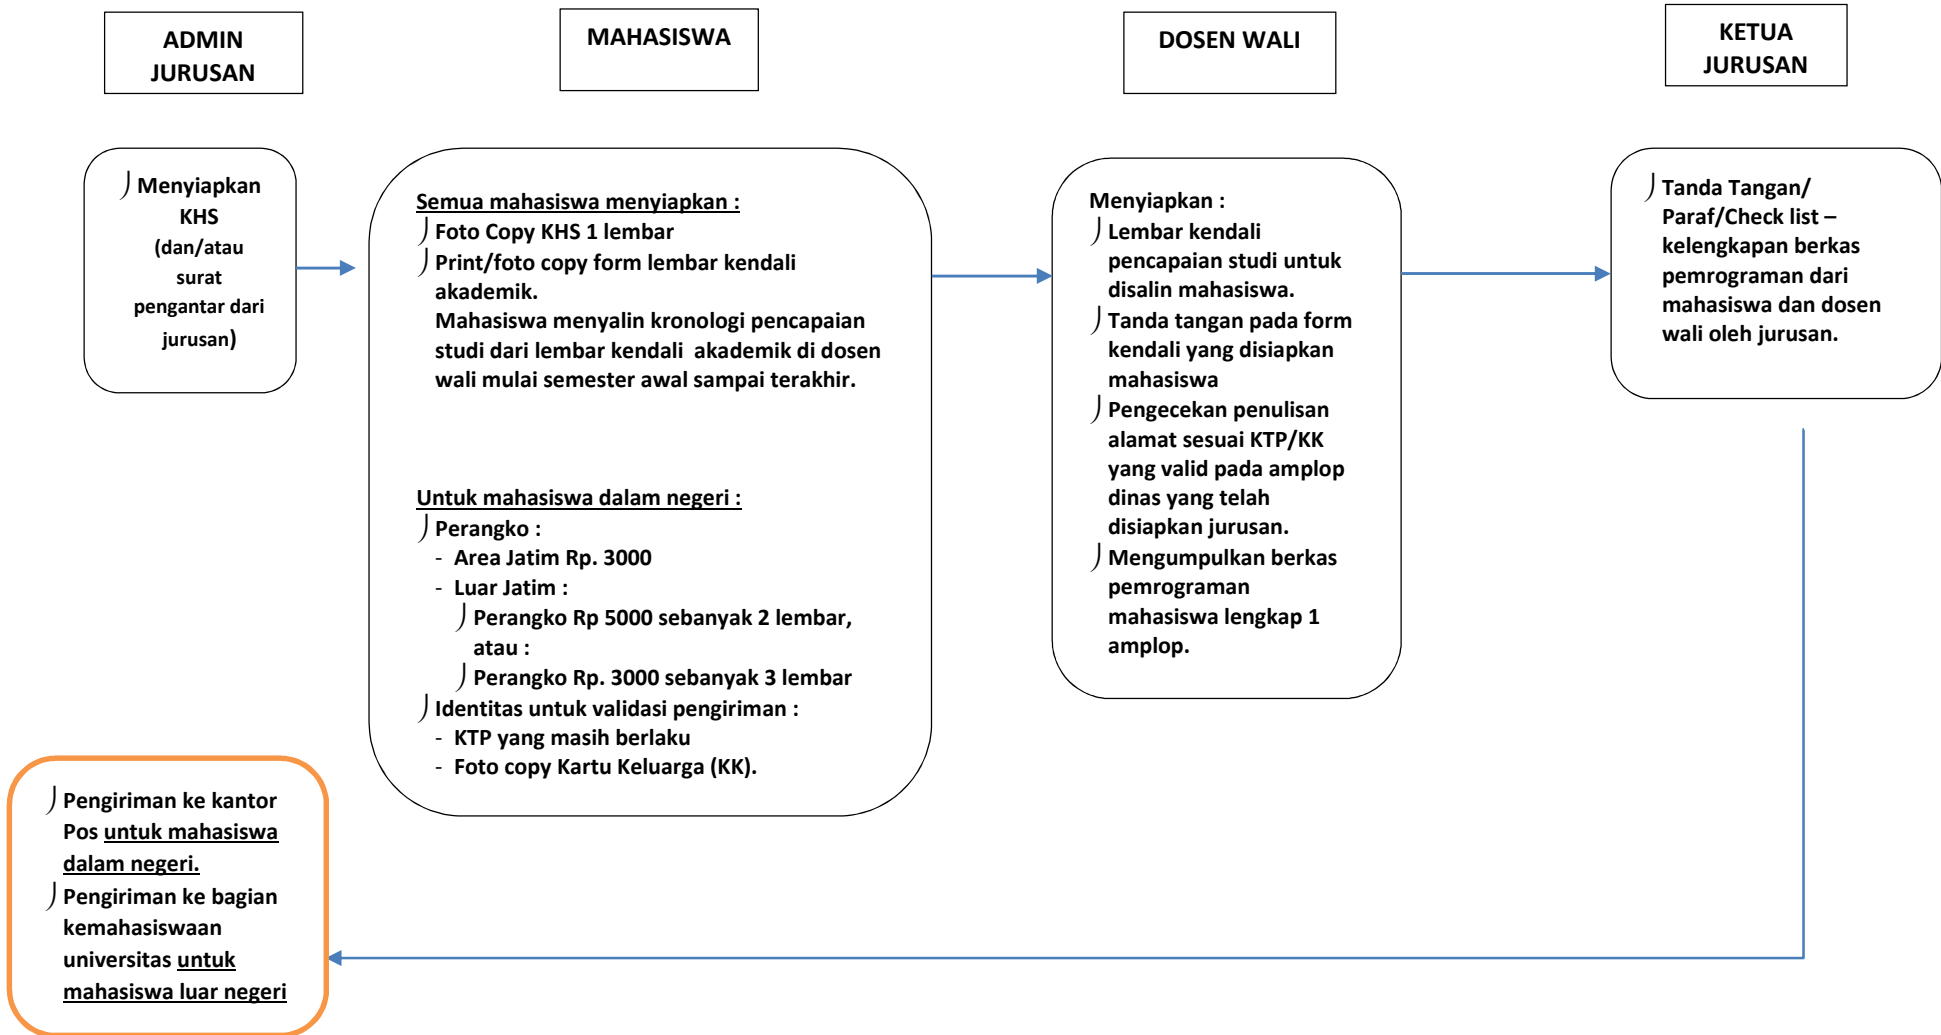 ADMIN
JURUSAN
MAHASISWA
DOSEN WALI
KETUA
JURUSAN
Menyiapkan
KHS
(dan/atau
surat
pengantar dari
jurusan)
Semua mahasiswa menyiapkan :
Foto Copy KHS 1 lembar
Print/foto copy form lembar kendali
akademik.
Mahasiswa menyalin kronologi pencapaian
studi dari lembar kendali akademik di dosen
wali mulai semester awal sampai terakhir.
Untuk mahasiswa dalam negeri :
Perangko :
- Area Jatim Rp. 3000
- Luar Jatim :
Perangko Rp 5000 sebanyak 2 lembar,
atau :
Perangko Rp. 3000 sebanyak 3 lembar
Identitas untuk validasi pengiriman :
- KTP yang masih berlaku
- Foto copy Kartu Keluarga (KK).
Menyiapkan :
Lembar kendali
pencapaian studi untuk
disalin mahasiswa.
Tanda tangan pada form
kendali yang disiapkan
mahasiswa
Pengecekan penulisan
alamat sesuai KTP/KK
yang valid pada amplop
dinas yang telah
disiapkan jurusan.
Mengumpulkan berkas
pemrograman
mahasiswa lengkap 1
amplop.
Tanda Tangan/
Paraf/Check list –
kelengkapan berkas
pemrograman dari
mahasiswa dan dosen
wali oleh jurusan.
Pengiriman ke kantor
Pos untuk mahasiswa
dalam negeri.
Pengiriman ke bagian
kemahasiswaan
universitas untuk
mahasiswa luar negeri